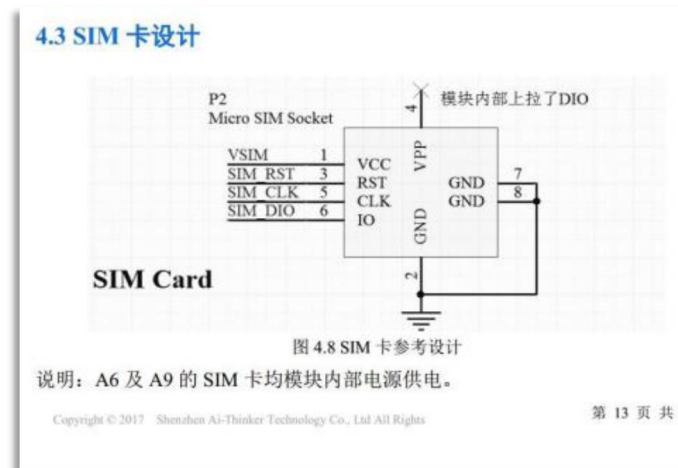 4.3 SIM 卡设计
P2
Micro SIM Socket
4
模块内部上拉了DIO
VSIM 1
SIM_RST 3
SIM_CLK 5
SIM_DIO 6
VCC
RST
CLK
IO
VPP
GND
GND 7
GND 8
2
SIM Card
图 4.8 SIM 卡参考设计
说明：A6 及 A9 的 SIM 卡均模块内部电源供电。
Copyright © 2017 Shenzhen Ai-Thinker Technology Co., Ltd All Rights
第 13 页 共